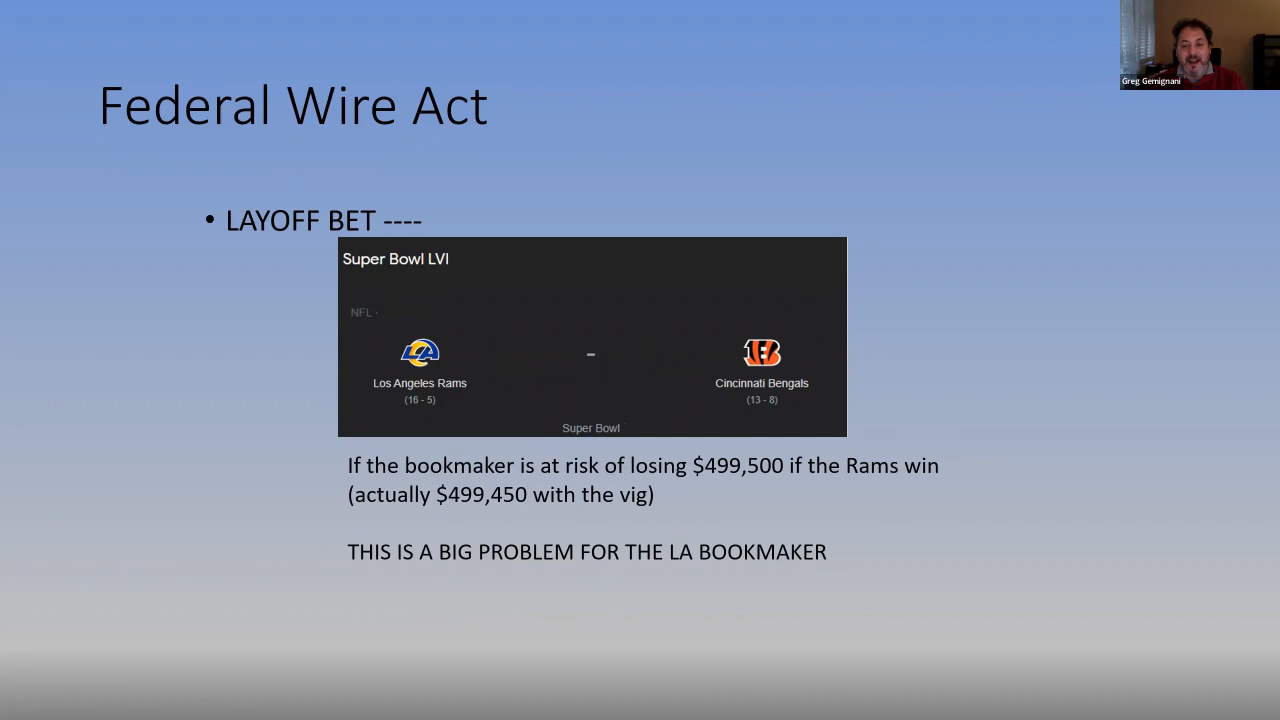 Greg Gemignani
Federal Wire Act
• LAYOFF BET ----
Super Bowl LVI
NFL ·
LA
B
-
Los Angeles Rams
Cincinnati Bengals
(16 - 5)
(13 - 8)
Super Bowl
If the bookmaker is at risk of losing $499,500 if the Rams win
(actually $499,450 with the vig)
THIS IS A BIG PROBLEM FOR THE LA BOOKMAKER